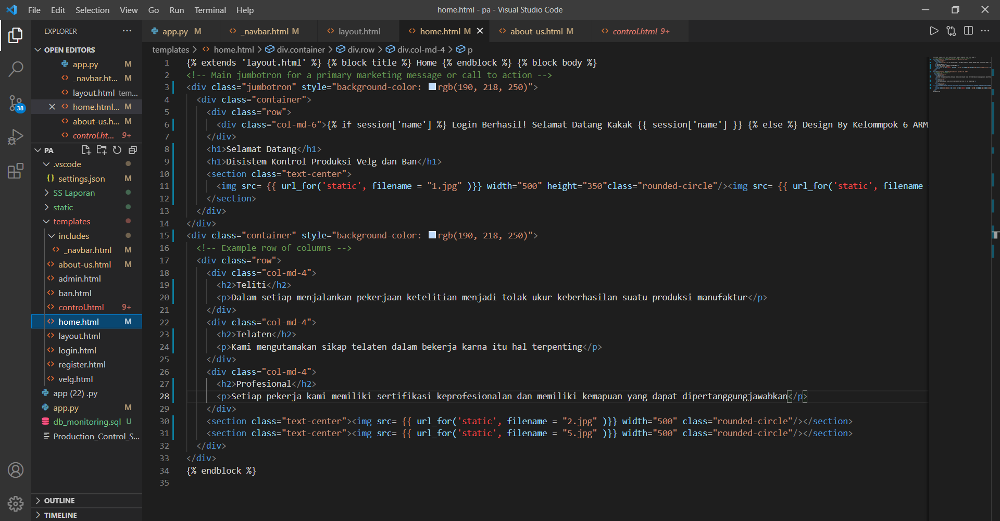 File Edit Selection View Go Run Terminal Help
home.html - pa - Visual Studio Code
EXPLORER
OPEN EDITORS
app.py M
_navbar.ht... M
layout.html tem...
home.html... M
about-us.h... M
control.ht... 9+
PA
.vscode
settings.json M
SS Laporan
static
templates
includes
_navbar.html M
about-us.html M
admin.html
ban.html
control.html 9+
home.html M
layout.html
login.html
register.html
velg.html
app (22) .py
app.py M
db_monitoring.sql U
Production_Control_S...
OUTLINE
TIMELINE
38
app.py M _navbar.html M layout.html home.html M about-us.html M control.html 9+
templates > home.html > div.container > div.row > div.col-md-4 > p
1 {% extends 'layout.html' %} {% block title %} Home {% endblock %} {% block body %}
2 <!-- Main jumbotron for a primary marketing message or call to action -->
3 <div class="jumbotron" style="background-color: rgb(190, 218, 250)">
4 <div class="container">
5 <div class="row">
6 <div class="col-md-6">{% if session['name'] %} Login Berhasil! Selamat Datang Kakak {{ session['name'] }} {% else %} Design By Kelommpok 6 ARM
7 </div>
8 <h1>Selamat Datang</h1>
9 <h1>Disistem Kontrol Produksi Velg dan Ban</h1>
10 <section class="text-center">
11 <img src= {{ url_for('static', filename = "1.jpg" )}} width="500" height="350"class="rounded-circle"/><img src= {{ url_for('static', filename
12 </section>
13 </div>
14 </div>
15 <div class="container" style="background-color: rgb(190, 218, 250)">
16 <!-- Example row of columns -->
17 <div class="row">
18 <div class="col-md-4">
19 <h2>Teliti</h2>
20 <p>Dalam setiap menjalankan pekerjaan ketelitian menjadi tolak ukur keberhasilan suatu produksi manufaktur</p>
21 </div>
22 <div class="col-md-4">
23 <h2>Telaten</h2>
24 <p>Kami mengutamakan sikap telaten dalam bekerja karna itu hal terpenting</p>
25 </div>
26 <div class="col-md-4">
27 <h2>Profesional</h2>
28 <p>Setiap pekerja kami memiliki sertifikasi keprofesionalan dan memiliki kemapuan yang dapat dipertanggungjawabkan</p>
29 </div>
30 <section class="text-center"><img src= {{ url_for('static', filename = "2.jpg" )}} width="500" class="rounded-circle"/></section>
31 <section class="text-center"><img src= {{ url_for('static', filename = "5.jpg" )}} width="500" class="rounded-circle"/></section>
32 </div>
33 </div>
34 {% endblock %}
35